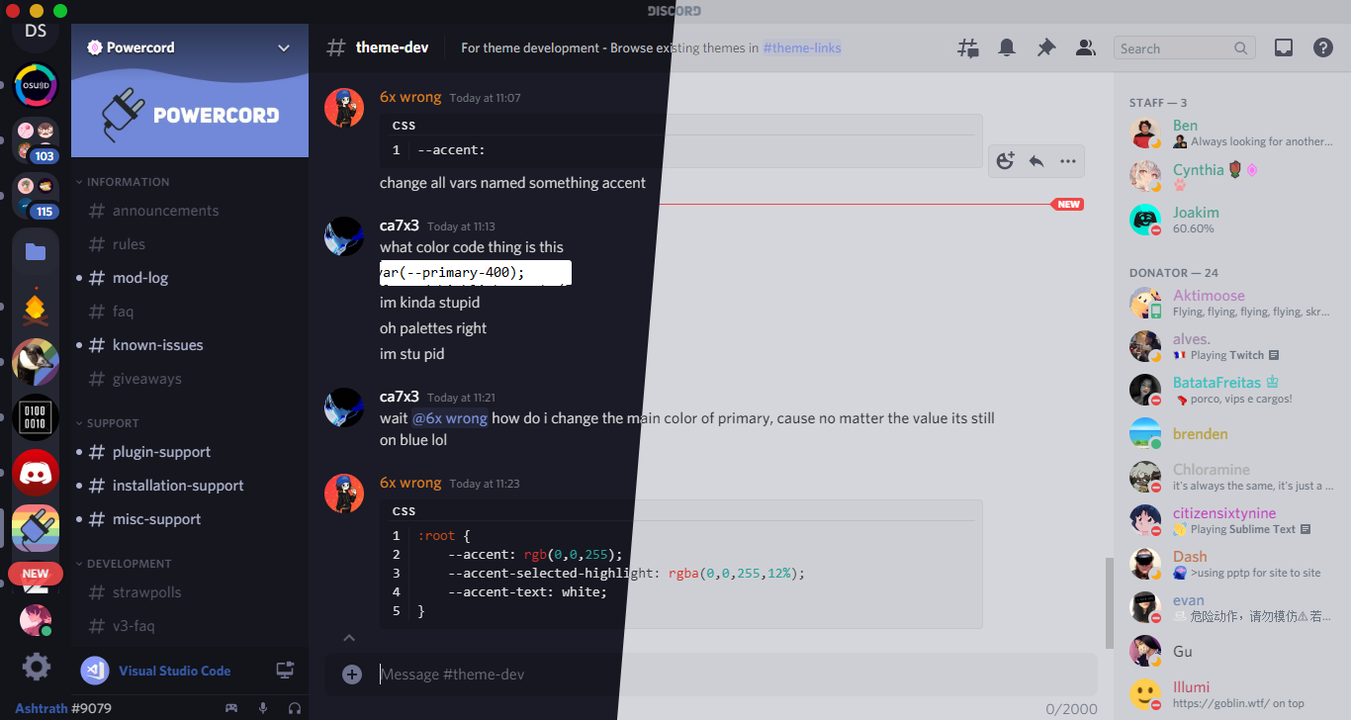 DISCORD
DS
OSU!GD
103
115
0100
0010
NEW
Powercord
POWERCORD
INFORMATION
announcements
rules
mod-log
faq
known-issues
giveaways
SUPPORT
plugin-support
installation-support
misc-support
DEVELOPMENT
strawpolls
v3-faq
Visual Studio Code
Ashtrath #9079
# theme-dev
For theme development - Browse existing themes in #theme-links
Search
6x wrong Today at 11:07
CSS
1 --accent:
change all vars named something accent
NEW
ca7x3 Today at 11:13
what color code thing is this
var(--primary-400);
im kinda stupid
oh palettes right
im stu pid
ca7x3 Today at 11:21
wait @6x wrong how do i change the main color of primary, cause no matter the value its still
on blue lol
6x wrong Today at 11:23
CSS
1 :root {
2 --accent: rgb(0,0,255);
3 --accent-selected-highlight: rgba(0,0,255,12%);
4 --accent-text: white;
5 }
Message #theme-dev
0/2000
STAFF — 3
Ben
Always looking for another...
Cynthia
Joakim
60.60%
DONATOR — 24
Aktimoose
Flying, flying, flying, flying, skr...
alves.
Playing Twitch
BatataFreitas
porco, vips e cargos!
brenden
Chloramine
it's always the same, it's just a ...
citizensixtynine
Playing Sublime Text
Dash
>using pptp for site to site
evan
危险动作，请勿模仿⚠若...
Gu
Illumi
https://goblin.wtf/ on top